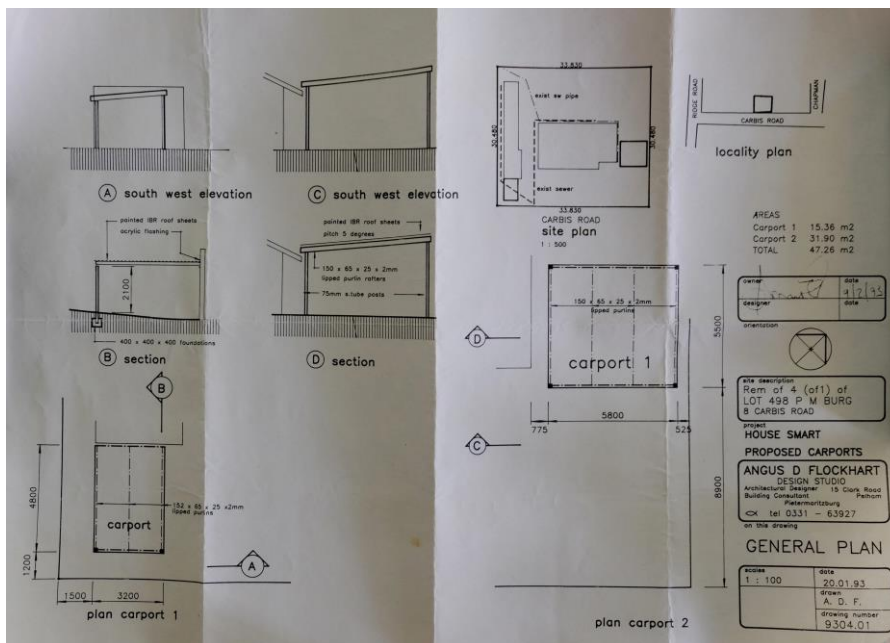 A south west elevation
C south west elevation
painted IBR roof sheets
acrylic flashing
2100
400 x 400 x 400 foundations
B section
painted IBR roof sheets
pitch 5 degrees
150 x 65 x 25 x 2mm
lipped purlin rafters
75mm s.tube posts
D section
B
4800
1200
carport
152 x 65 x 25 x2mm
lipped purlins
A
1500
3200
plan carport 1
33.830
exist sw pipe
30.480
30.480
exist sewer
33.830
CARBIS ROAD
site plan
1 : 500
D
150 x 65 x 25 x 2mm
lipped purlins
carport 1
5500
5800
775
525
C
8900
plan carport 2
RIDGE ROAD
CHAPMAN
CARBIS ROAD
locality plan
AREAS
Carport 1 15.36 m2
Carport 2 31.90 m2
TOTAL 47.26 m2
owner date
9/2/93
designer date
orientation
site description
Rem of 4 (of1) of
LOT 498 P M BURG
8 CARBIS ROAD
project
HOUSE SMART
PROPOSED CARPORTS
ANGUS D FLOCKHART
DESIGN STUDIO
Architectural Designer 15 Clark Road
Building Consultant Pelham
Pietermaritzburg
tel 0331 - 63927
on this drawing
GENERAL PLAN
scales date
1 : 100 20.01.93
drawn
A. D. F.
drawing number
9304.01